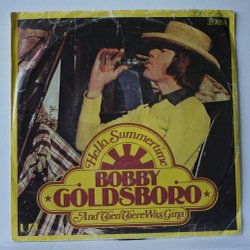 Hello, Summertime
BOBBY
GOLDSBORO
And Then There Was Gina